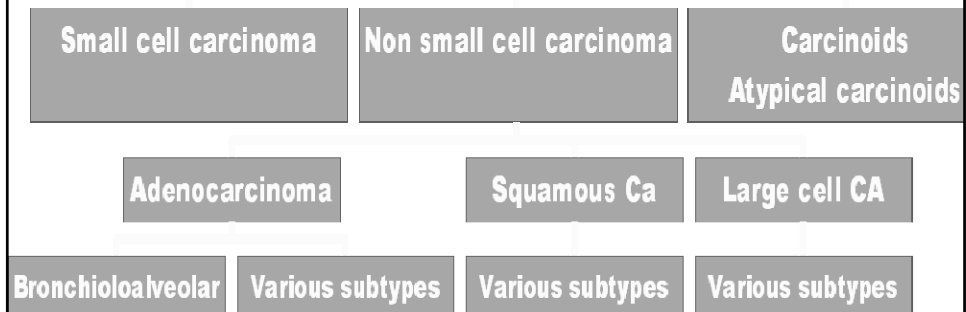 Small cell carcinoma
Non small cell carcinoma
Carcinoids
Atypical carcinoids
Adenocarcinoma
Squamous Ca
Large cell CA
Bronchioloalveolar
Various subtypes
Various subtypes
Various subtypes